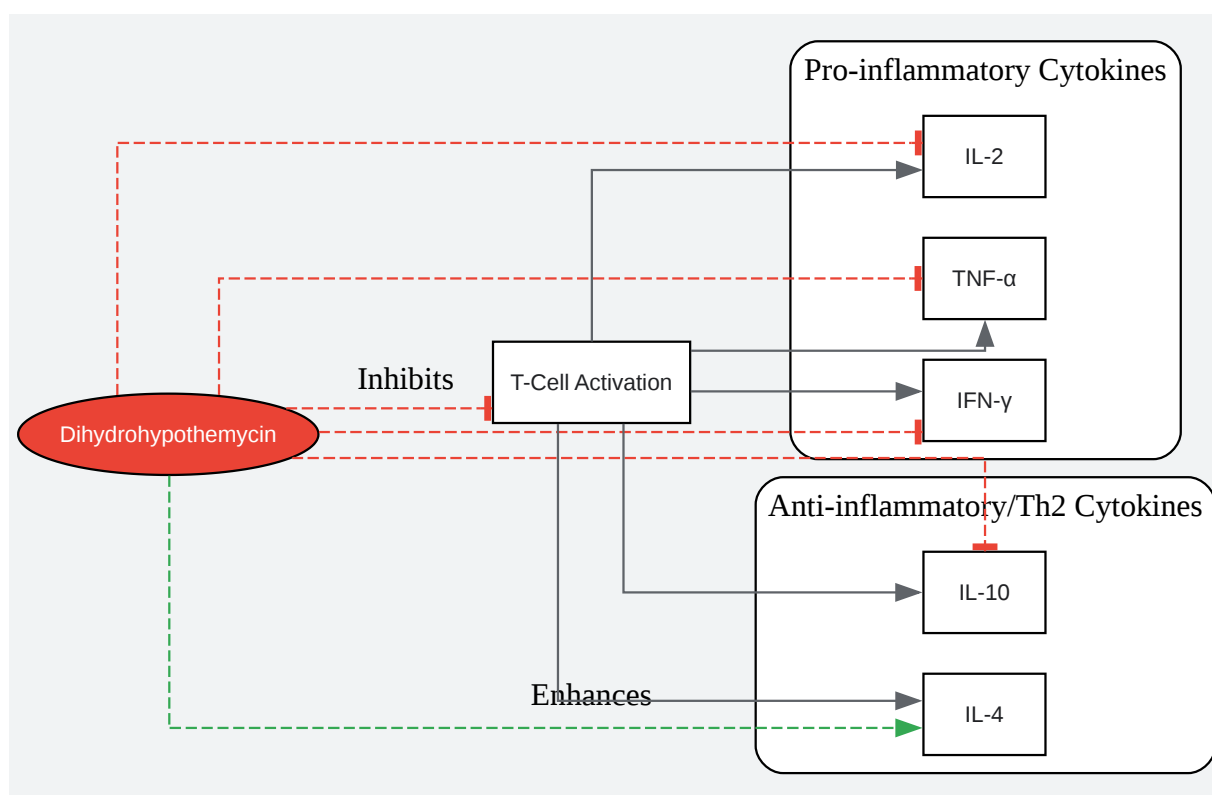 Pro-inflammatory Cytokines
IL-2
TNF-α
Inhibits
T-Cell Activation
IFN-γ
Dihydrohypothemycin
Anti-inflammatory/Th2 Cytokines
IL-10
Enhances
IL-4